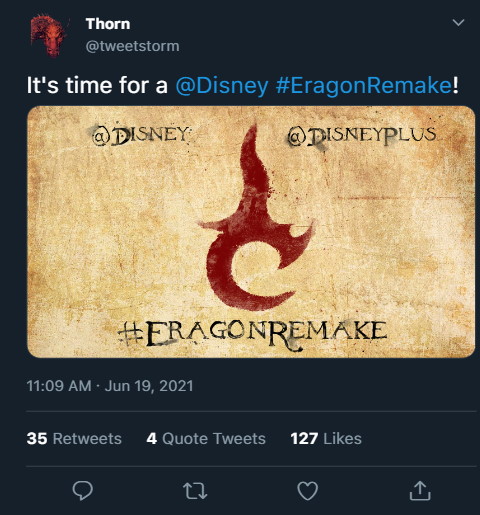 Thorn
@tweetstorm
It's time for a @Disney #EragonRemake!
@DISNEY @DISNEYPLUS
#ERAGONREMAKE
11:09 AM · Jun 19, 2021
35 Retweets 4 Quote Tweets 127 Likes